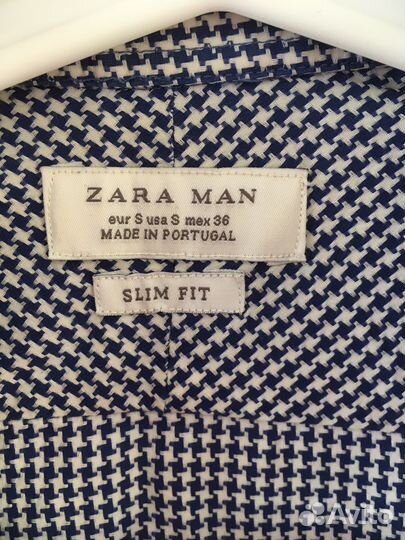 ZARA MAN
eur S usa S mex 36
MADE IN PORTUGAL
SLIM FIT
Avito